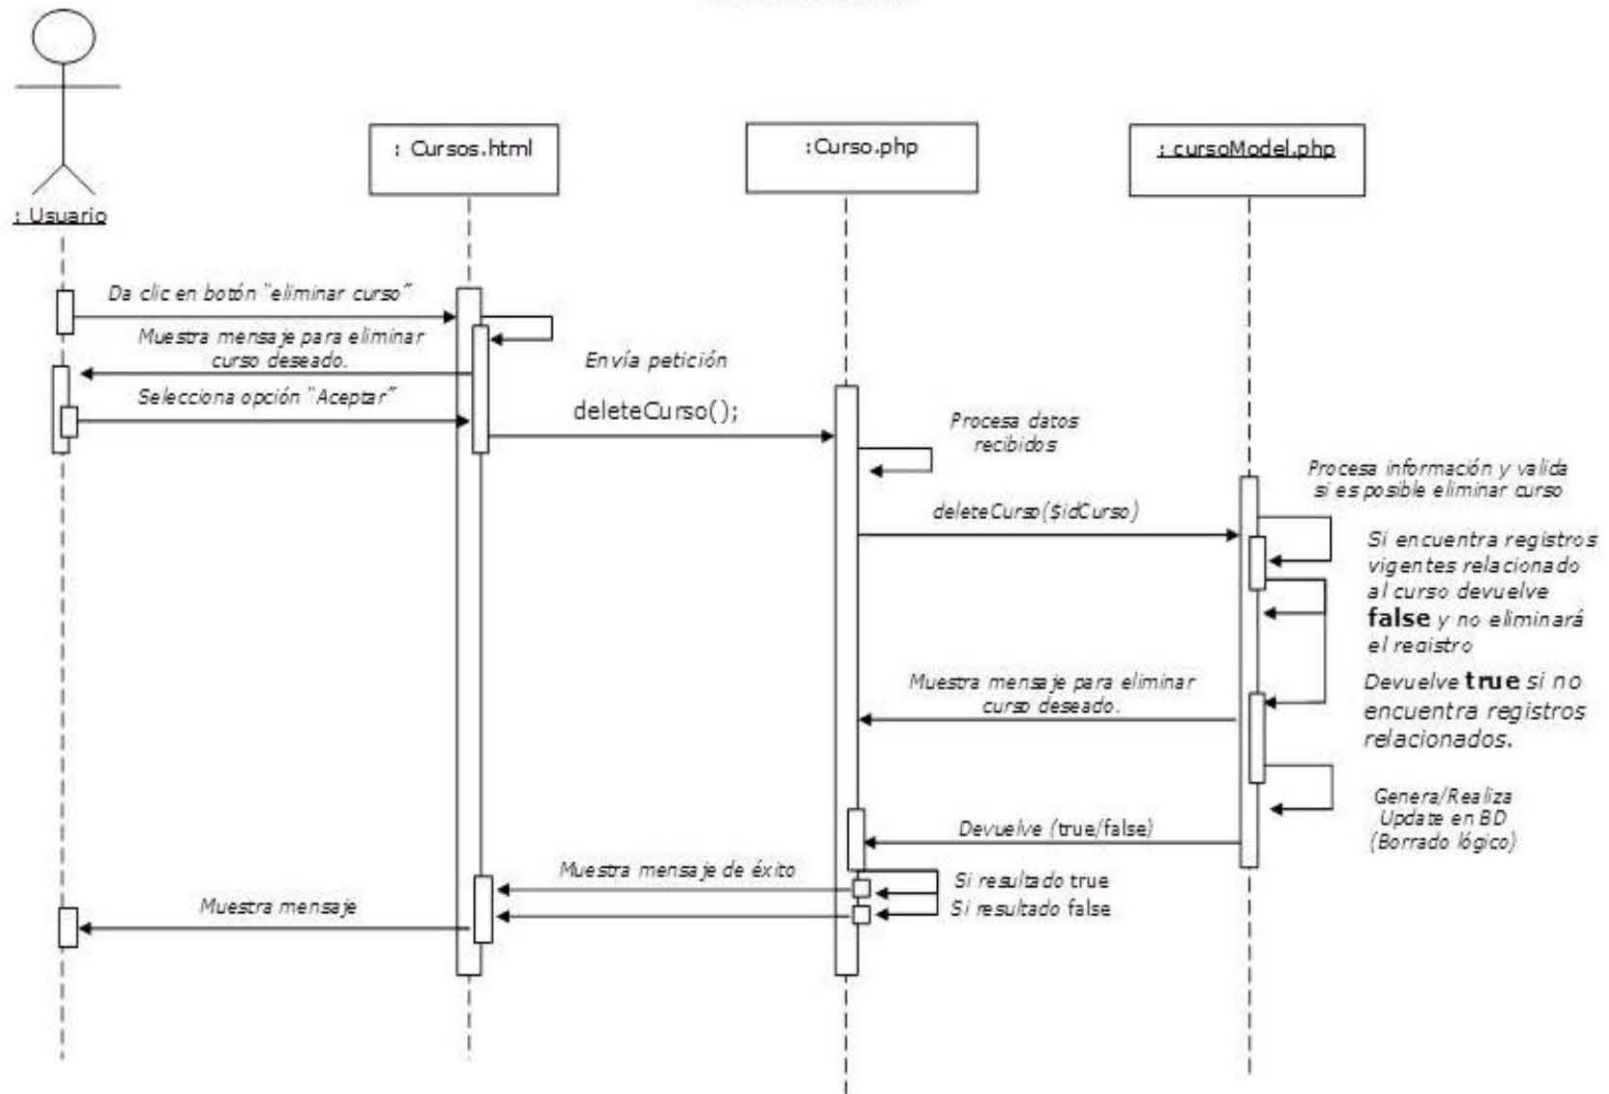 : Usuario
: Cursos.html
:Curso.php
: cursoModel.php
Da clic en botón "eliminar curso"
Muestra mensaje para eliminar
curso deseado.
Selecciona opción "Aceptar"
Envía petición
deleteCurso();
Procesa datos
recibidos
deleteCurso($idCurso)
Procesa información y valida
si es posible eliminar curso
Si encuentra registros
vigentes relacionado
al curso devuelve
false y no eliminará
el registro
Muestra mensaje para eliminar
curso deseado.
Devuelve true si no
encuentra registros
relacionados.
Genera/Realiza
Update en BD
(Borrado lógico)
Devuelve (true/false)
Muestra mensaje de éxito
Si resultado true
Si resultado false
Muestra mensaje